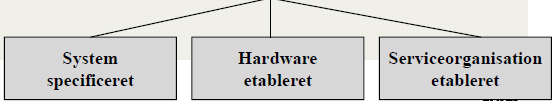 System
specificeret
Hardware
etableret
Serviceorganisation
etableret